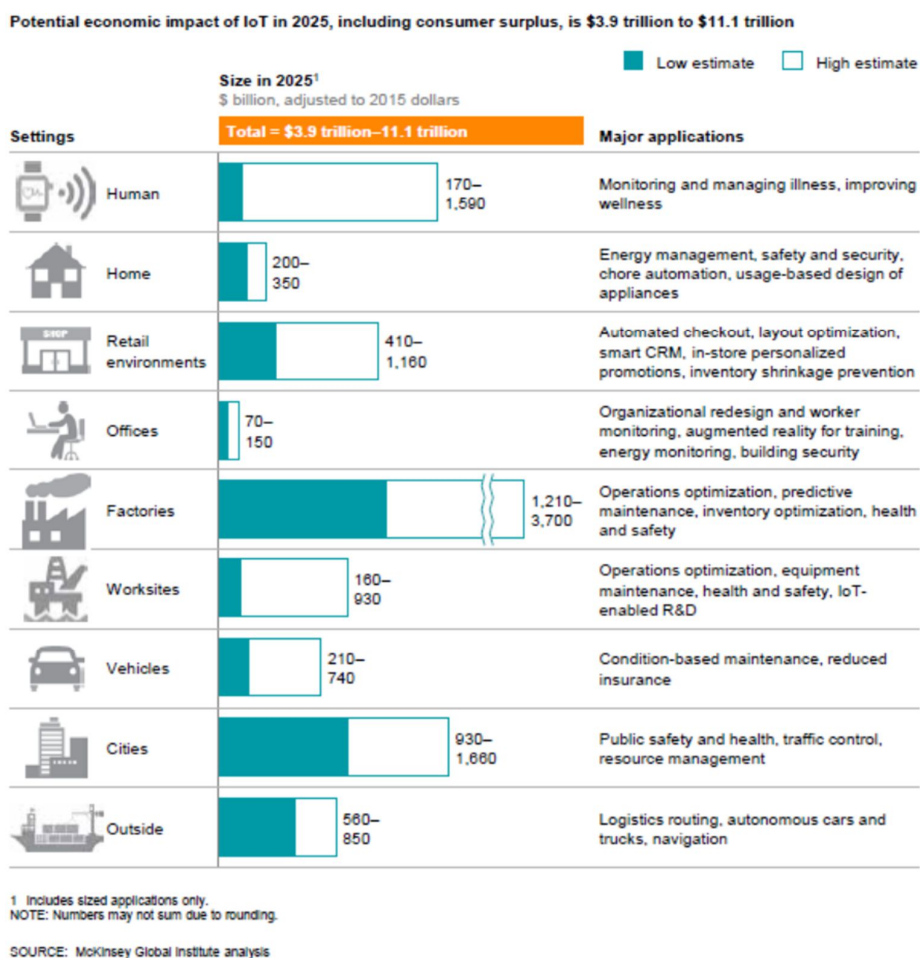 Potential economic impact of IoT in 2025, including consumer surplus, is $3.9 trillion to $11.1 trillion
Low estimate High estimate
Size in 2025¹
$ billion, adjusted to 2015 dollars
Settings Total = $3.9 trillion–11.1 trillion Major applications
Human
170–
1,590
Monitoring and managing illness, improving
wellness
Home
200–
350
Energy management, safety and security,
chore automation, usage-based design of
appliances
SHOP
Retail
environments
410–
1,160
Automated checkout, layout optimization,
smart CRM, in-store personalized
promotions, inventory shrinkage prevention
Offices
70–
150
Organizational redesign and worker
monitoring, augmented reality for training,
energy monitoring, building security
Factories
1,210–
3,700
Operations optimization, predictive
maintenance, inventory optimization, health
and safety
Worksites
160–
930
Operations optimization, equipment
maintenance, health and safety, IoT-
enabled R&D
Vehicles
210–
740
Condition-based maintenance, reduced
insurance
Cities
930–
1,660
Public safety and health, traffic control,
resource management
Outside
560–
850
Logistics routing, autonomous cars and
trucks, navigation
1 Includes sized applications only.
NOTE: Numbers may not sum due to rounding.
SOURCE: McKinsey Global Institute analysis